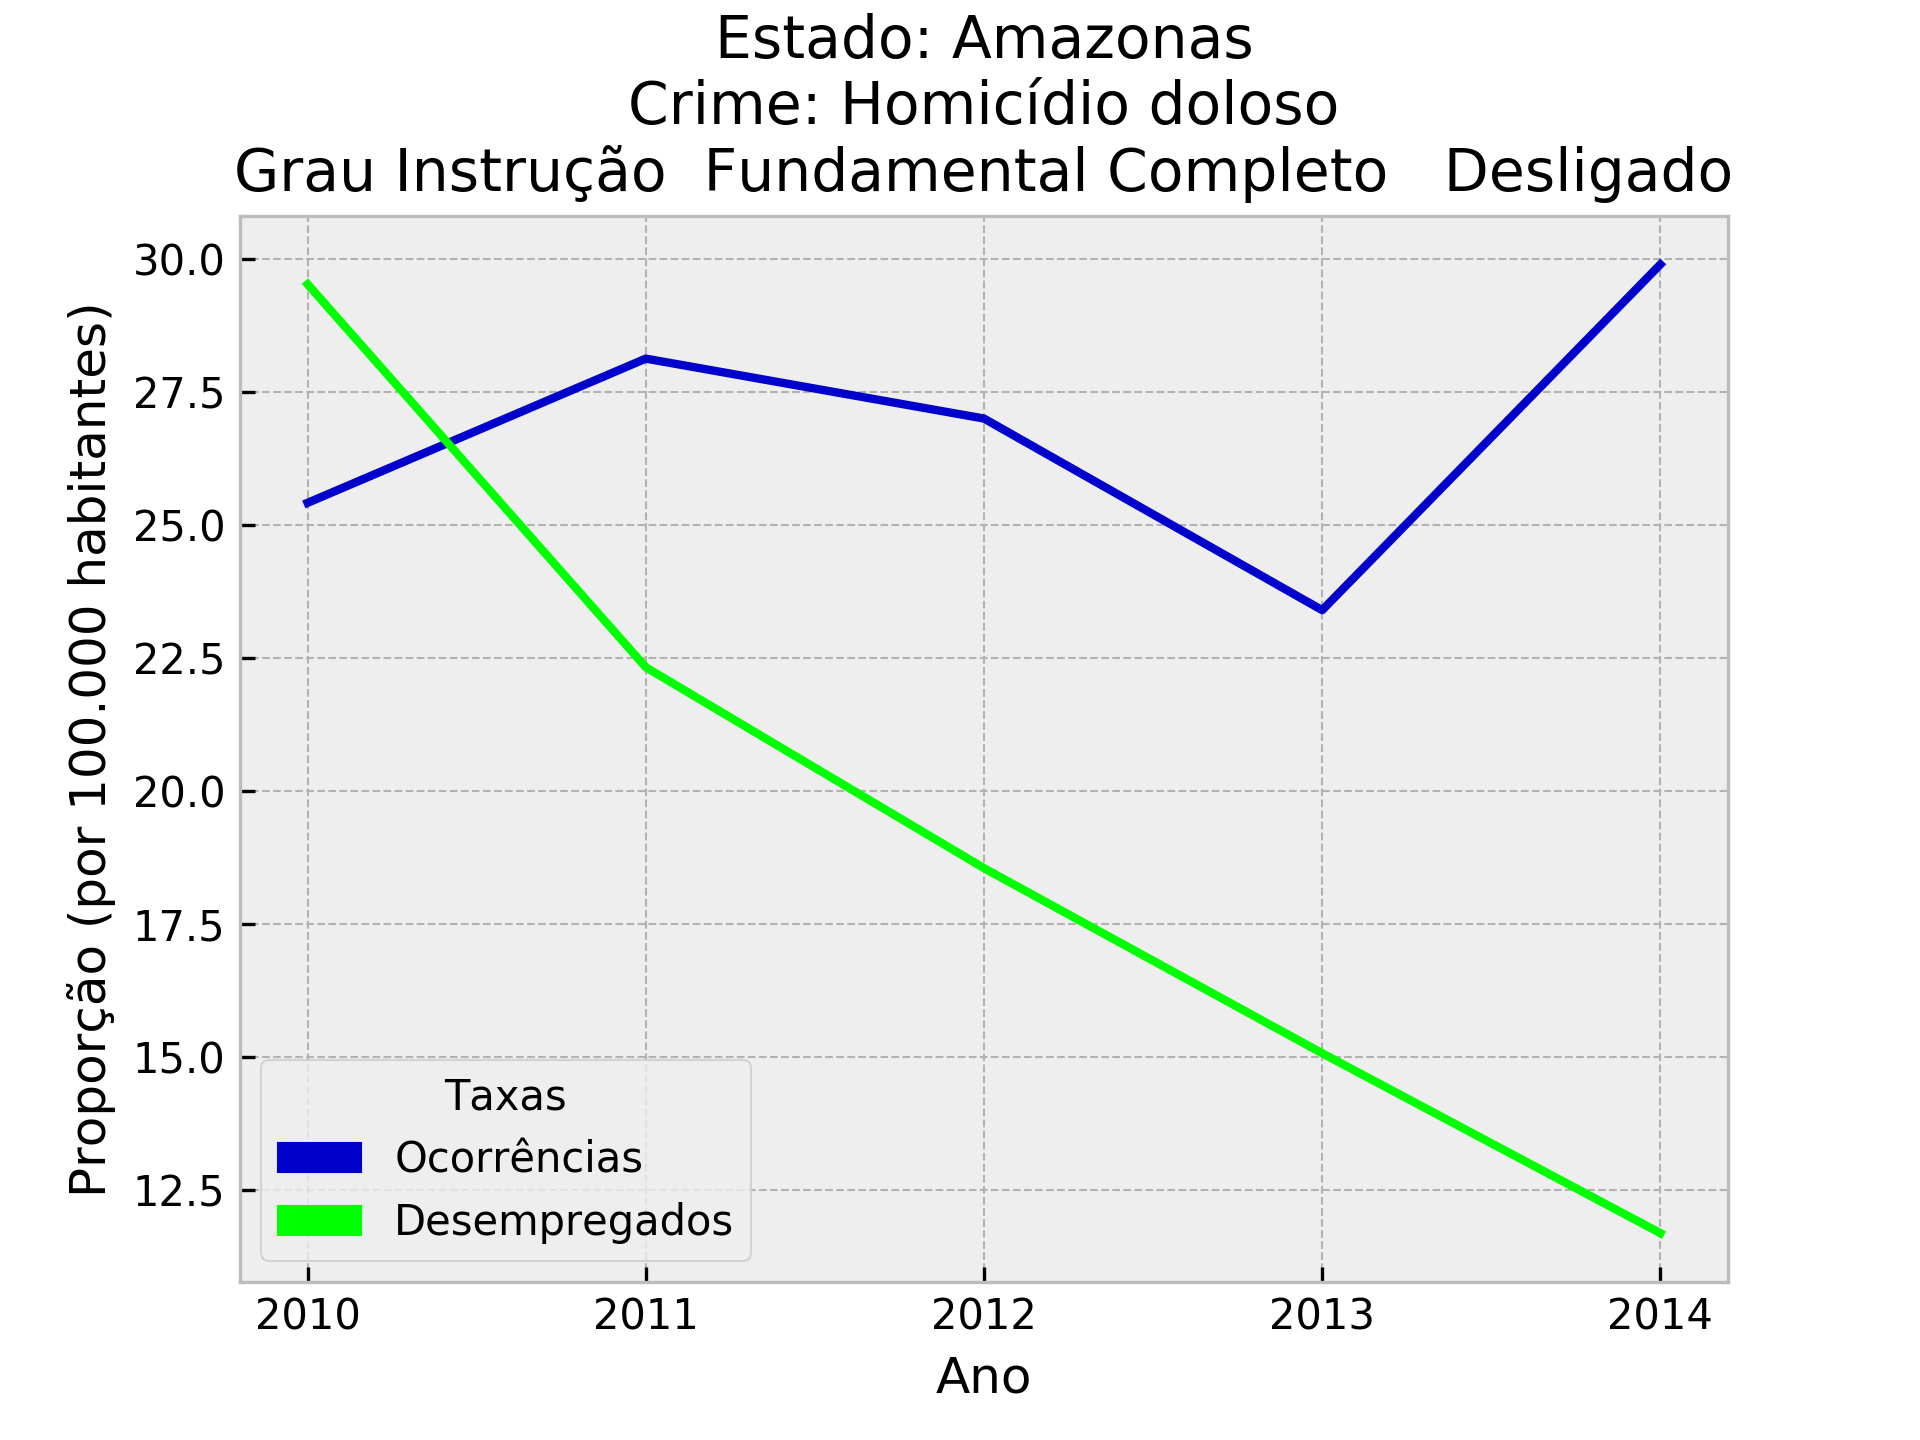 Estado: Amazonas
Crime: Homicídio doloso
Grau Instrução  Fundamental Completo   Desligado
Proporção (por 100.000 habitantes)
30.0
27.5
25.0
22.5
20.0
17.5
15.0
12.5
Taxas
Ocorrências
Desempregados
2010 2011 2012 2013 2014
Ano